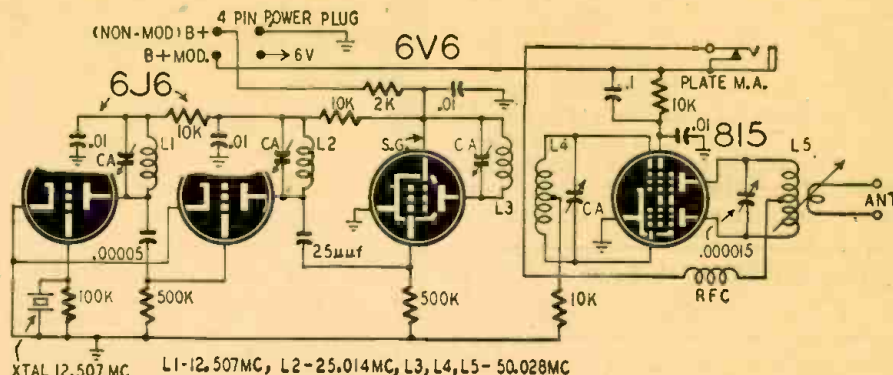 4 PIN POWER PLUG
(NON-MOD) B+
B+ MOD.
6V
6V6
PLATE M.A.
6J6
10K
.01
CA
L1
.01
CA
L2
10K
2K
.01
S.G.
CA
L3
.1
10K
.01
815
L4
CA
L5
ANT
.000015
RFC
.00005
25μμf
100K
500K
500K
10K
XTAL 12.507 MC
L1-12.507MC, L2-25.014MC, L3, L4, L5-50.028MC